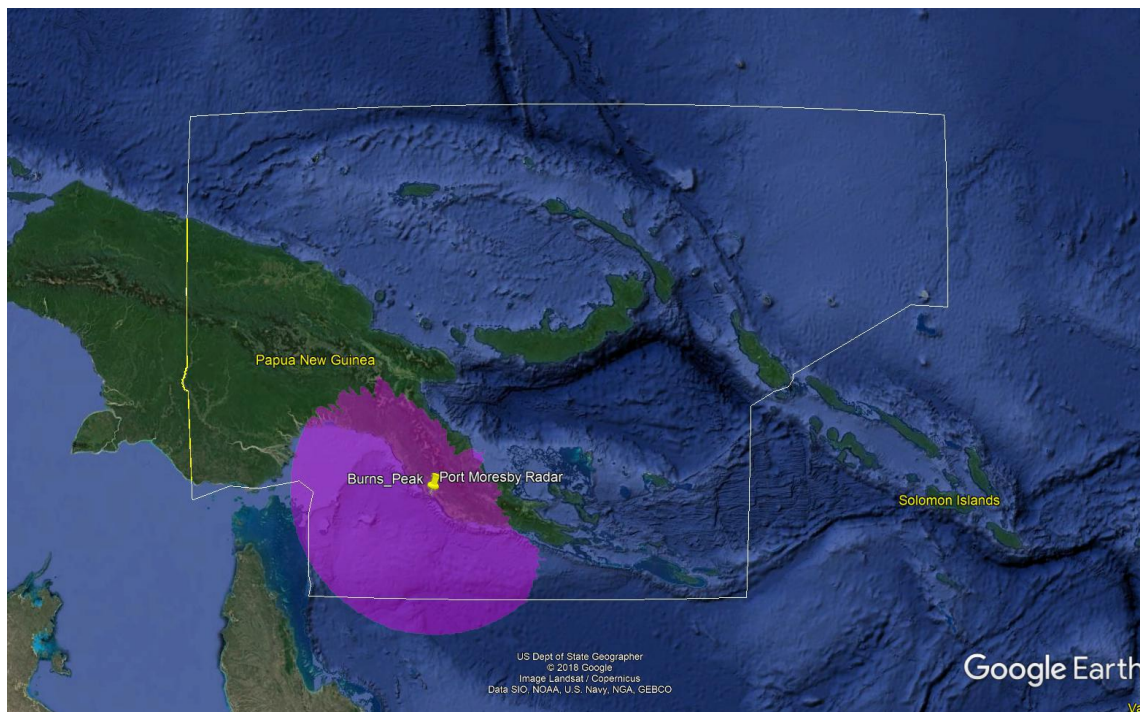 Papua New Guinea
Burns_Peak
Port Moresby Radar
Solomon Islands
US Dept of State Geographer
© 2018 Google
Image Landsat / Copernicus
Data SIO, NOAA, U.S. Navy, NGA, GEBCO
Google Earth
Va